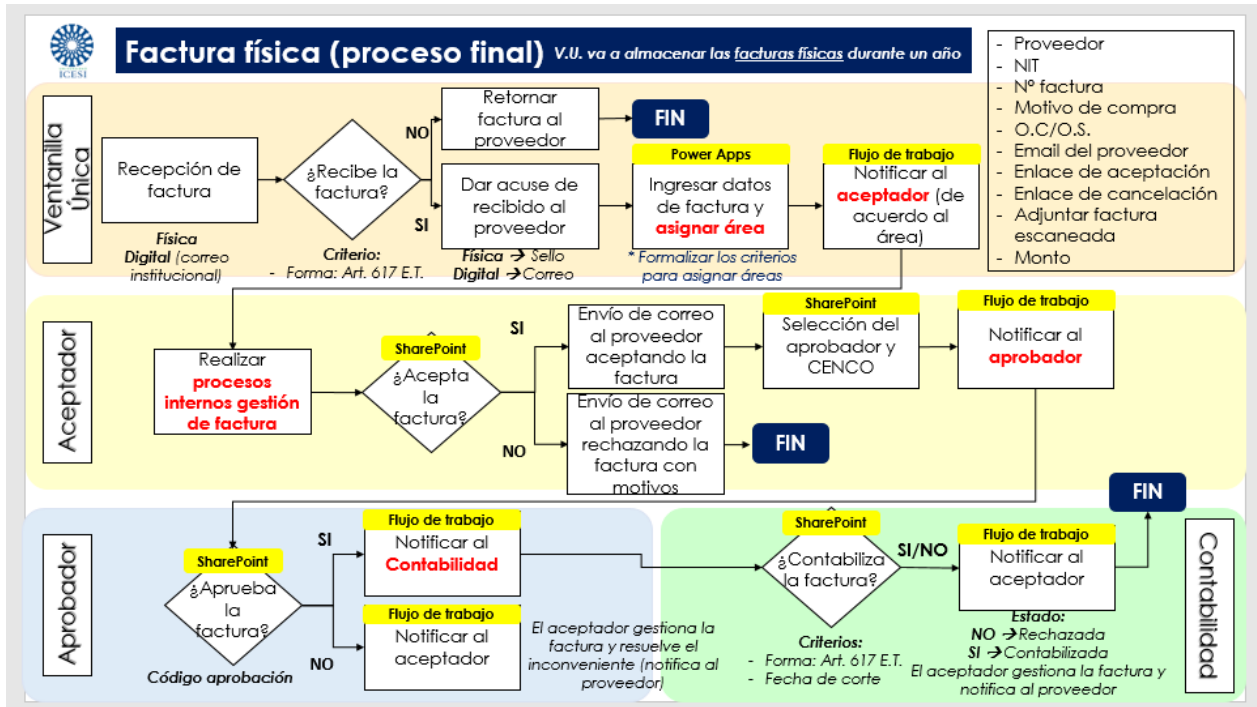 ICESI
Factura física (proceso final) V.U. va a almacenar las facturas físicas durante un año
- Proveedor
- NIT
- Nº factura
- Motivo de compra
- O.C/O.S.
- Email del proveedor
- Enlace de aceptación
- Enlace de cancelación
- Adjuntar factura
escaneada
- Monto
Ventanilla
Única
Recepción de
factura
Física
Digital (correo
institucional)
¿Recibe la
factura?
Criterio:
- Forma: Art. 617 E.T.
NO
Retornar
factura al
proveedor
FIN
SI
Dar acuse de
recibido al
proveedor
Física → Sello
Digital → Correo
Power Apps
Ingresar datos
de factura y
asignar área
* Formalizar los criterios
para asignar áreas
Flujo de trabajo
Notificar al
aceptador (de
acuerdo al
área)
Aceptador
Realizar
procesos
internos gestión
de factura
SharePoint
¿Acepta
la
factura?
SI
Envío de correo
al proveedor
aceptando la
factura
SharePoint
Selección del
aprobador y
CENCO
Flujo de trabajo
Notificar al
aprobador
NO
Envío de correo
al proveedor
rechazando la
factura con
motivos
FIN
Aprobador
SharePoint
¿Aprueba
la
factura?
Código aprobación
SI
Flujo de trabajo
Notificar al
Contabilidad
NO
Flujo de trabajo
Notificar al
aceptador
El aceptador gestiona la
factura y resuelve el
inconveniente (notifica al
proveedor)
SharePoint
¿Contabiliza
la factura?
Criterios:
- Forma: Art. 617 E.T.
- Fecha de corte
SI/NO
Flujo de trabajo
Notificar al
aceptador
FIN
Estado:
NO → Rechazada
SI → Contabilizada
El aceptador gestiona la factura y
notifica al proveedor
Contabilidad